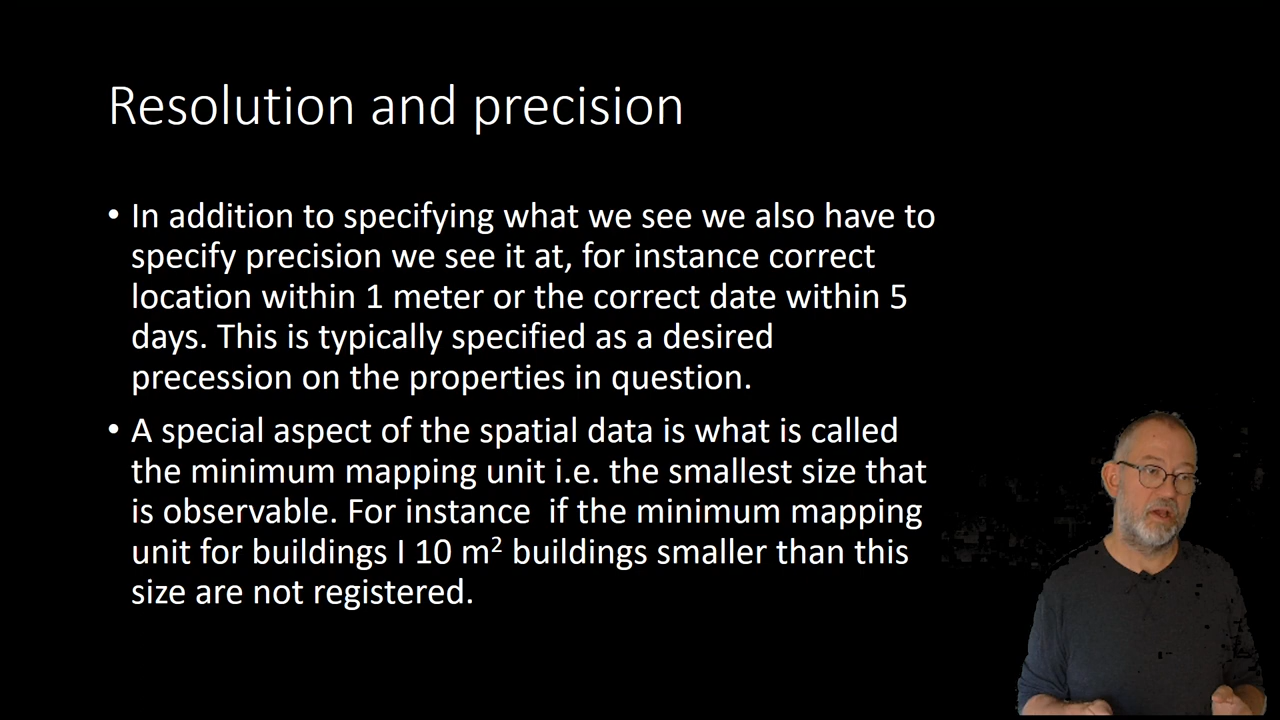 Resolution and precision
• In addition to specifying what we see we also have to
specify precision we see it at, for instance correct
location within 1 meter or the correct date within 5
days. This is typically specified as a desired
precession on the properties in question.
• A special aspect of the spatial data is what is called
the minimum mapping unit i.e. the smallest size that
is observable. For instance  if the minimum mapping
unit for buildings I 10 m² buildings smaller than this
size are not registered.